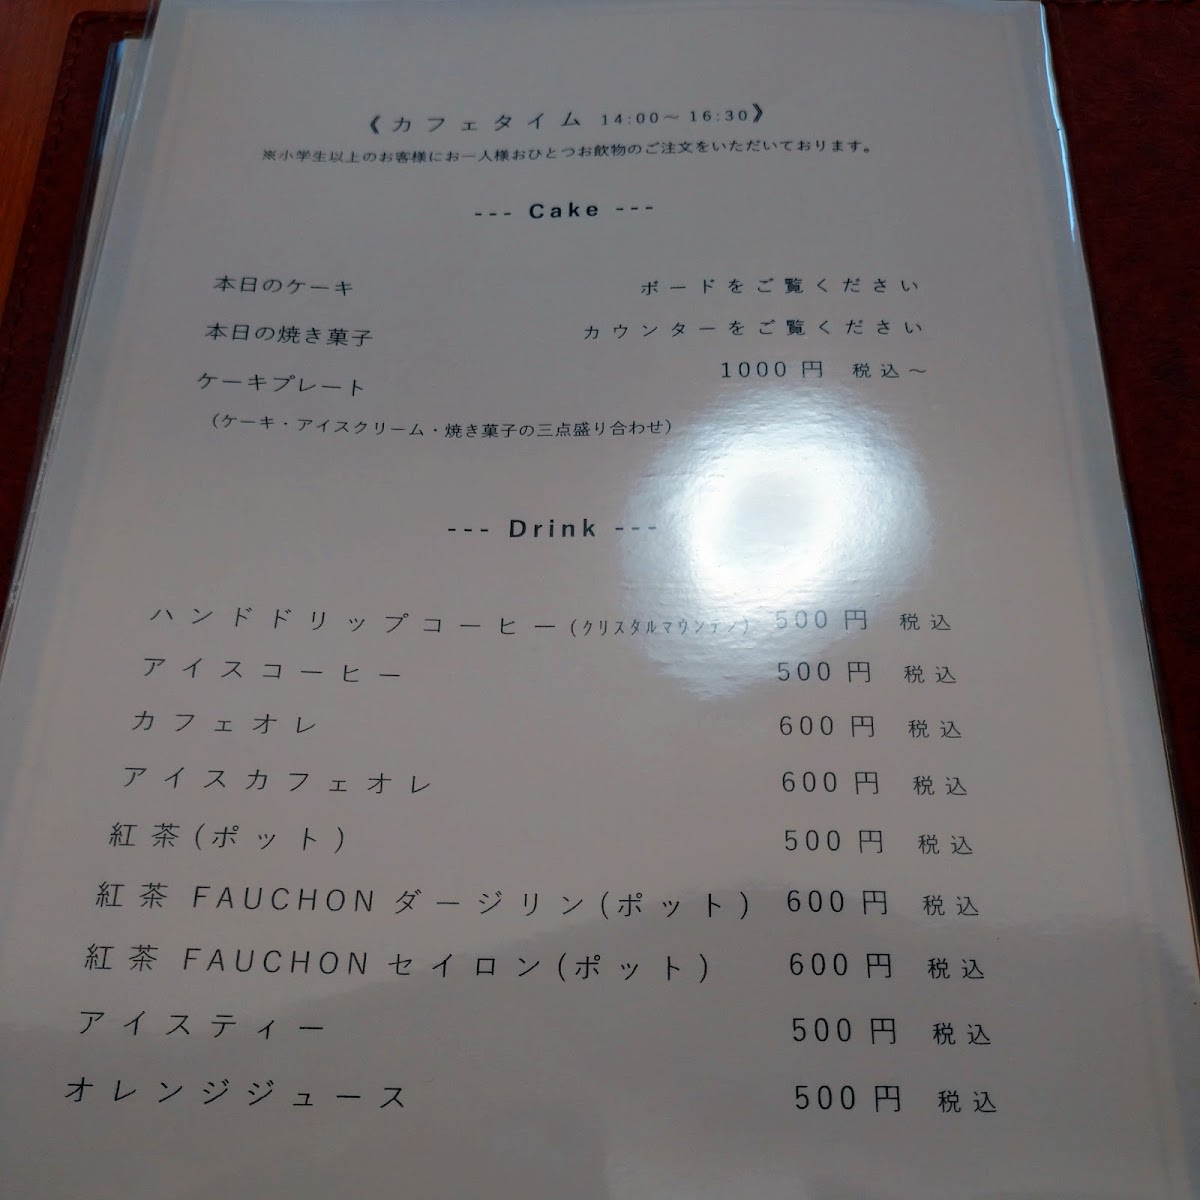 《カフェタイム 14:00～16:30》
※小学生以上のお客様にお一人様おひとつお飲物のご注文をいただいております。
--- Cake ---
本日のケーキ ボードをご覧ください
本日の焼き菓子 カウンターをご覧ください
ケーキプレート 1000円 税込～
（ケーキ・アイスクリーム・焼き菓子の三点盛り合わせ）
--- Drink ---
ハンドドリップコーヒー(クリスタルマウンテン) 500円 税込
アイスコーヒー 500円 税込
カフェオレ 600円 税込
アイスカフェオレ 600円 税込
紅茶(ポット) 500円 税込
紅茶 FAUCHON ダージリン(ポット) 600円 税込
紅茶 FAUCHON セイロン(ポット) 600円 税込
アイスティー 500円 税込
オレンジジュース 500円 税込